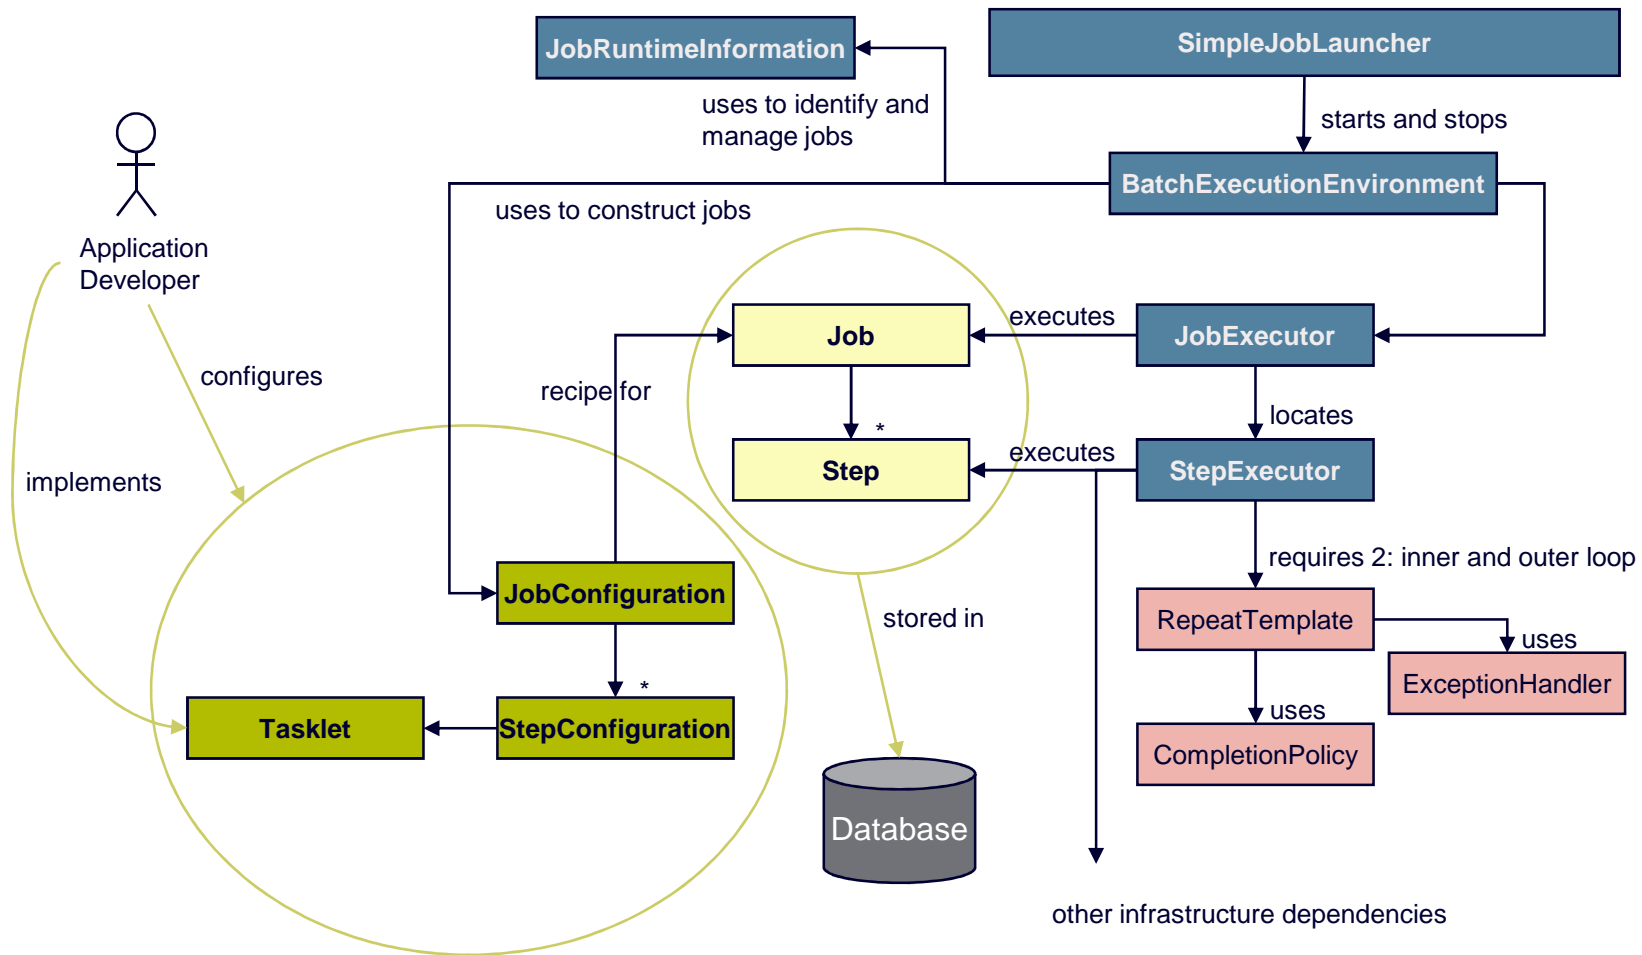 JobRuntimeInformation
SimpleJobLauncher
uses to identify and
manage jobs
starts and stops
BatchExecutionEnvironment
uses to construct jobs
Application
Developer
Job
executes
JobExecutor
configures
recipe for
locates
*
Step
executes
StepExecutor
implements
requires 2: inner and outer loop
JobConfiguration
stored in
RepeatTemplate
uses
ExceptionHandler
*
Tasklet
StepConfiguration
uses
CompletionPolicy
Database
other infrastructure dependencies